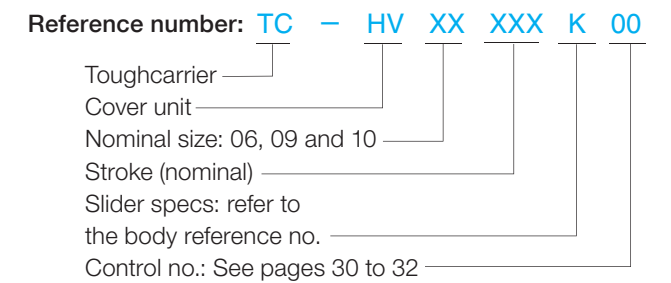 Reference number: TC – HV XX XXX K 00
Toughcarrier
Cover unit
Nominal size: 06, 09 and 10
Stroke (nominal)
Slider specs: refer to
the body reference no.
Control no.: See pages 30 to 32